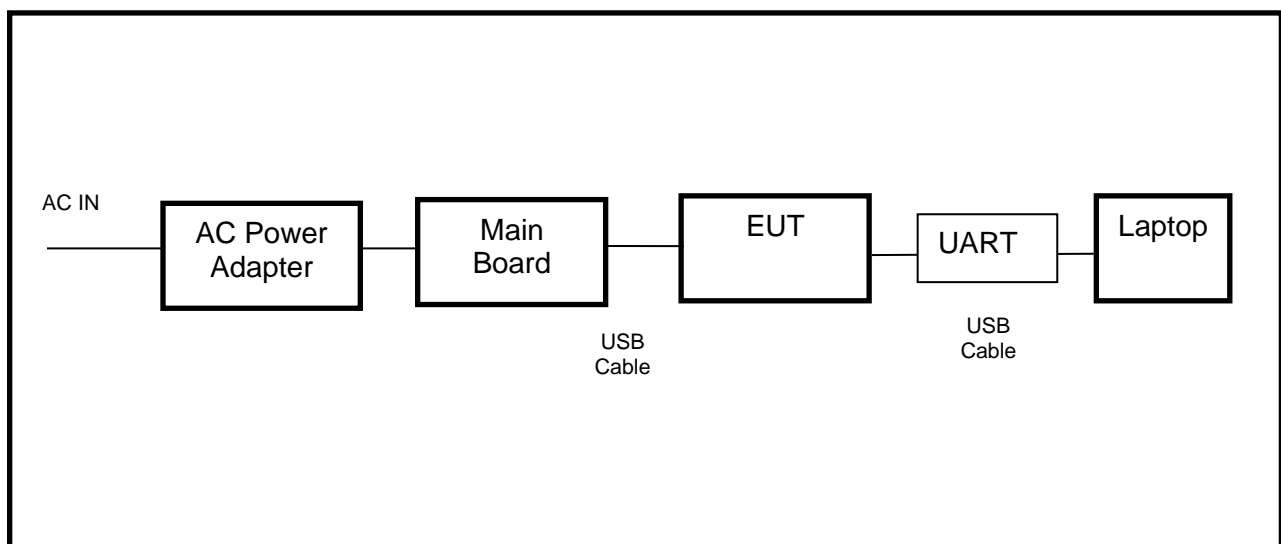 AC IN
AC Power
Adapter
Main
Board
EUT
UART
Laptop
USB
Cable
USB
Cable